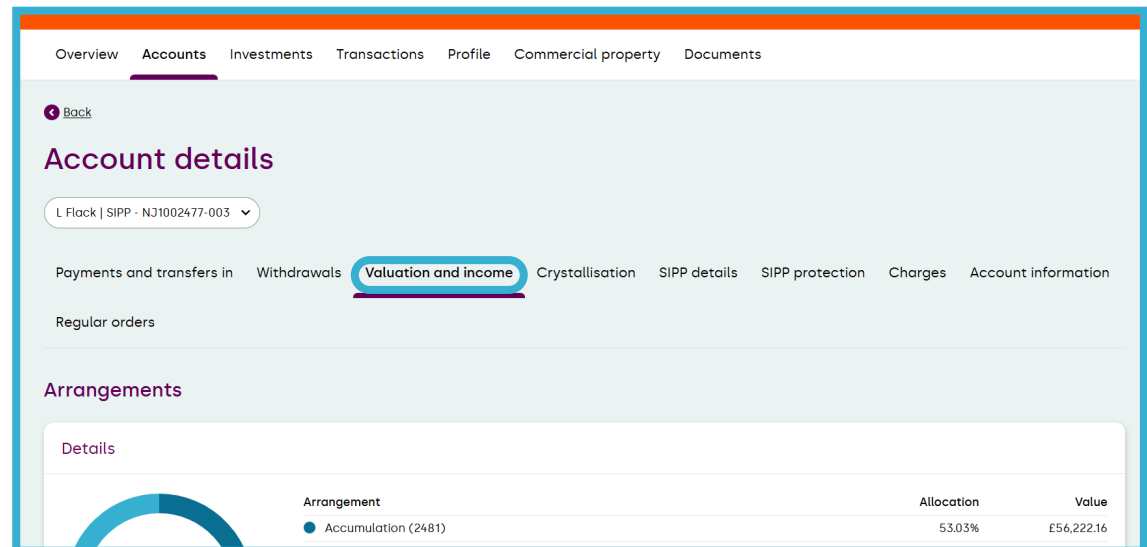 Overview Accounts Investments Transactions Profile Commercial property Documents
Back
Account details
L Flack | SIPP - NJ1002477-003
Payments and transfers in Withdrawals Valuation and income Crystallisation SIPP details SIPP protection Charges Account information
Regular orders
Arrangements
Details
Arrangement Allocation Value
Accumulation (2481) 53.03% £56,222.16